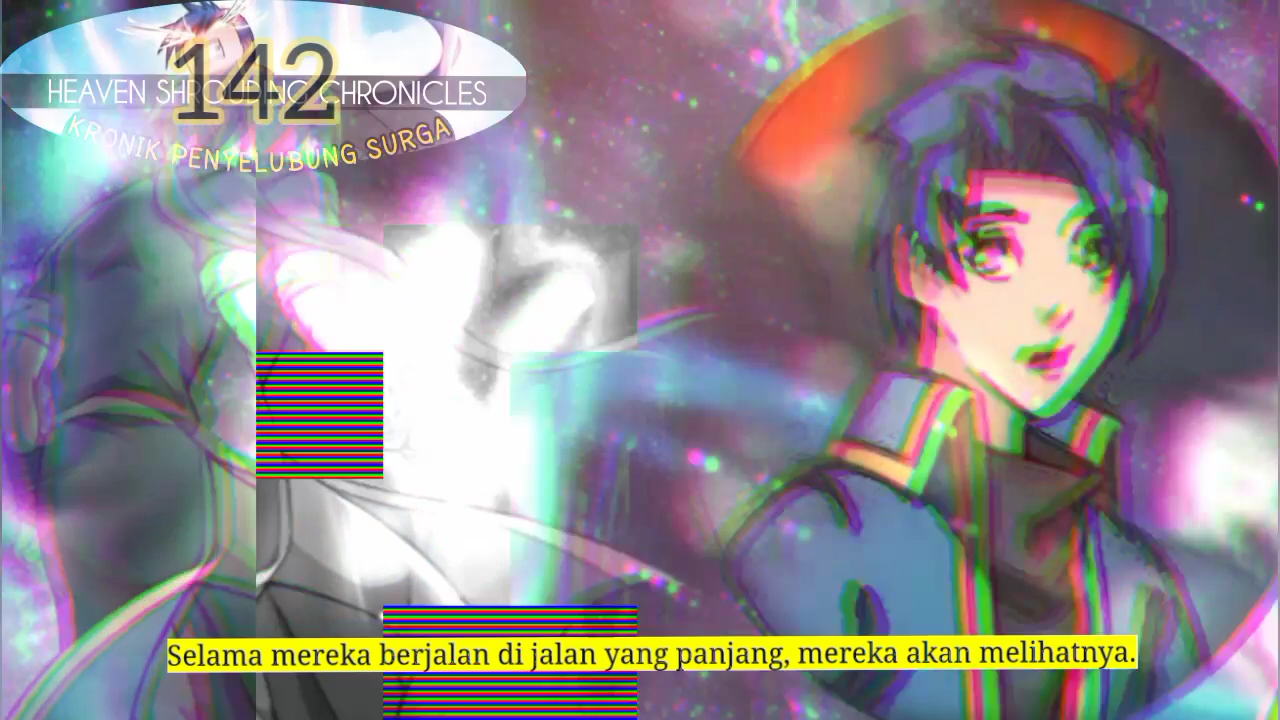 142
HEAVEN SHROUDING CHRONICLES
KRONIK PENYELUBUNG SURGA
Selama mereka berjalan di jalan yang panjang, mereka akan melihatnya.